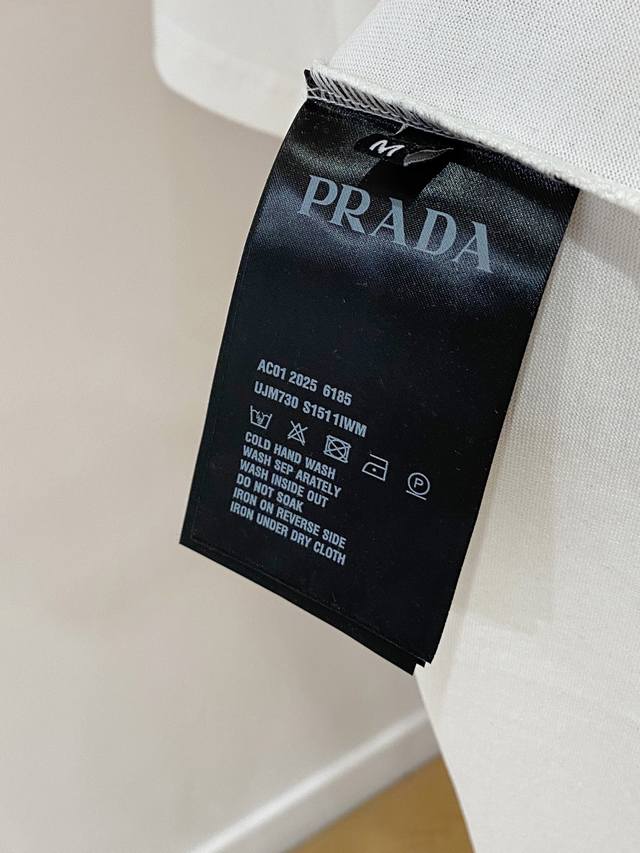 M
PRADA
AC01 2025 6185
UJM730 S1511IWM
P
COLD HAND WASH
WASH SEP ARATELY
WASH INSIDE OUT
DO NOT SOAK
IRON ON REVERSE SIDE
IRON UNDER DRY CLOTH